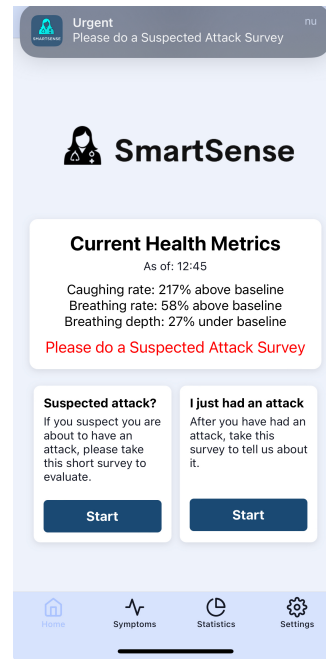 Urgent
nu
Please do a Suspected Attack Survey
SMARTSENSE
SmartSense
Current Health Metrics
As of: 12:45
Caughing rate: 217% above baseline
Breathing rate: 58% above baseline
Breathing depth: 27% under baseline
Please do a Suspected Attack Survey
Suspected attack?
If you suspect you are
about to have an
attack, please take
this short survey to
evaluate.
Start
I just had an attack
After you have had an
attack, take this
survey to tell us about
it.
Start
Home
Symptoms
Statistics
Settings